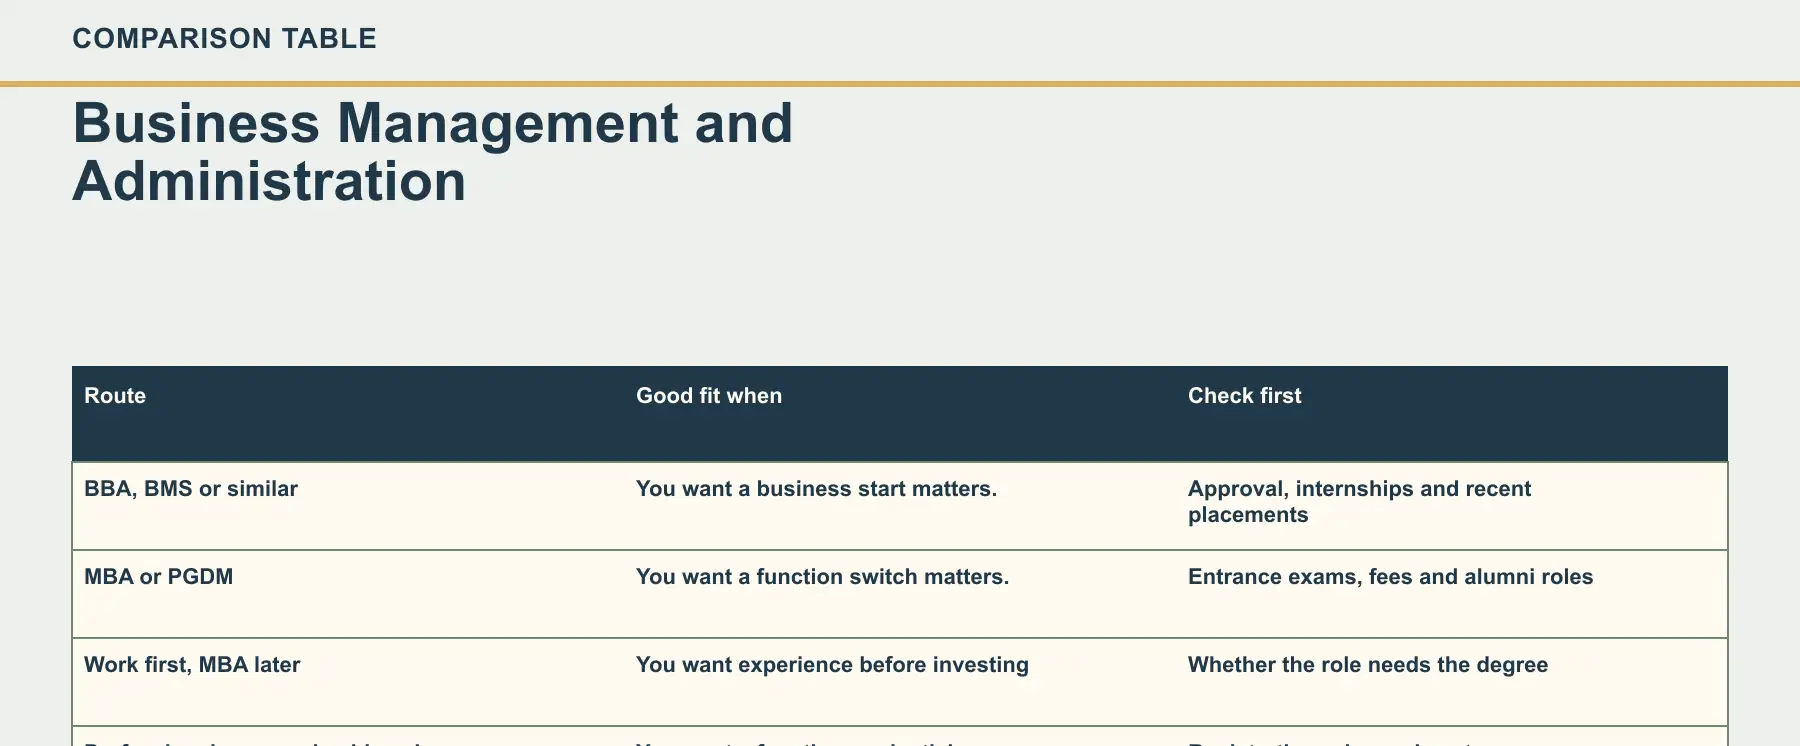 COMPARISON TABLE
Business Management and
Administration
Route
Good fit when
Check first
BBA, BMS or similar
You want a business start matters.
Approval, internships and recent
placements
MBA or PGDM
You want a function switch matters.
Entrance exams, fees and alumni roles
Work first, MBA later
You want experience before investing
Whether the role needs the degree